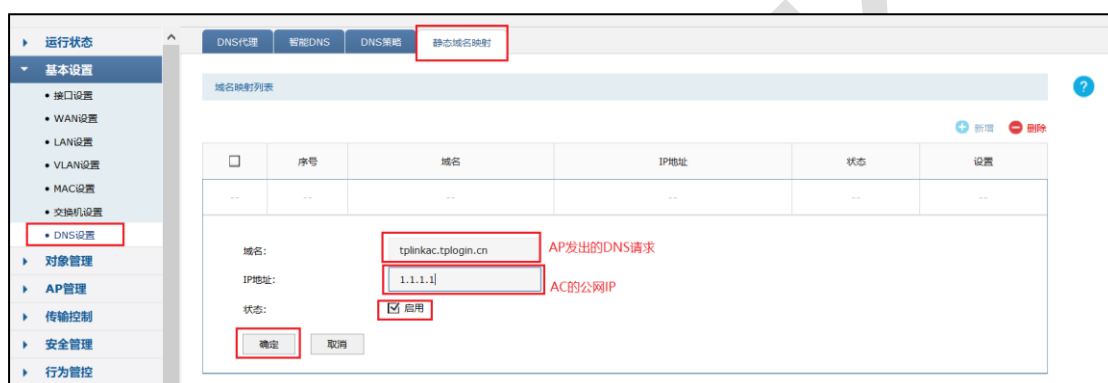 运行状态
基本设置
• 接口设置
• WAN设置
• LAN设置
• VLAN设置
• MAC设置
• 交换机设置
• DNS设置
对象管理
AP管理
传输控制
安全管理
行为管控
DNS代理 智能DNS DNS策略 静态域名映射
域名映射列表
?
新增 删除
序号 域名 IP地址 状态 设置
-- -- -- -- -- --
域名: tplinkac.tplogin.cn AP发出的DNS请求
IP地址: 1.1.1.1 AC的公网IP
状态: 启用
确定 取消